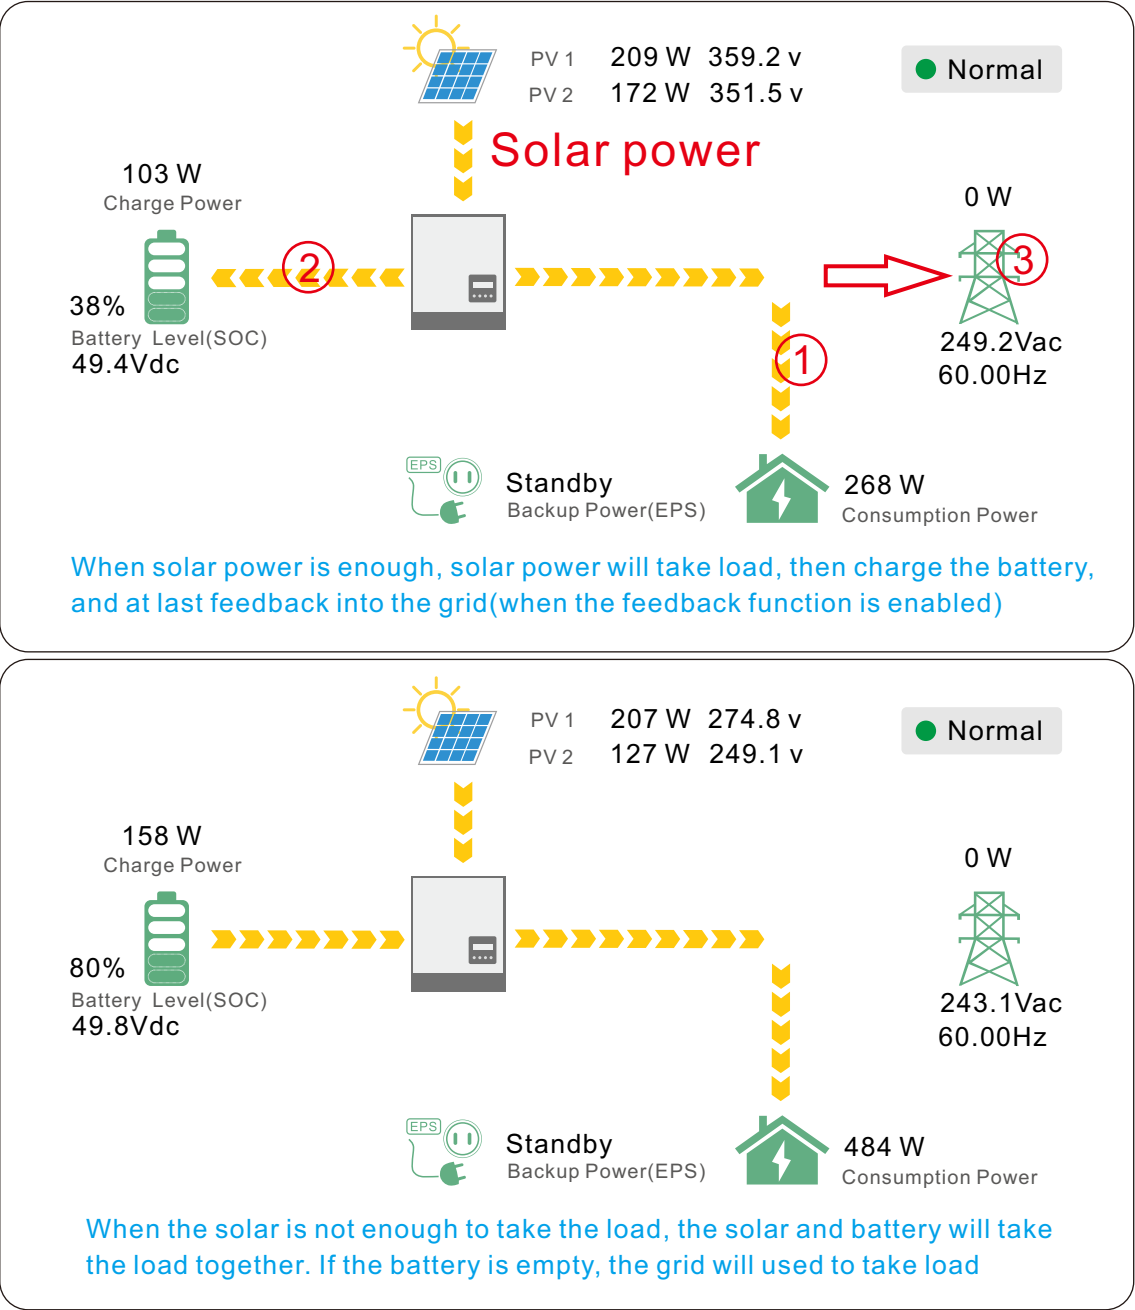 PV 1 209 W 359.2 v
PV 2 172 W 351.5 v
Normal
Solar power
103 W
Charge Power
0 W
2
3
38%
Battery Level(SOC)
49.4Vdc
249.2Vac
60.00Hz
1
EPS
Standby
Backup Power(EPS)
268 W
Consumption Power
When solar power is enough, solar power will take load, then charge the battery,
and at last feedback into the grid(when the feedback function is enabled)
PV 1 207 W 274.8 v
PV 2 127 W 249.1 v
Normal
158 W
Charge Power
0 W
80%
Battery Level(SOC)
49.8Vdc
243.1Vac
60.00Hz
EPS
Standby
Backup Power(EPS)
484 W
Consumption Power
When the solar is not enough to take the load, the solar and battery will take
the load together. If the battery is empty, the grid will used to take load